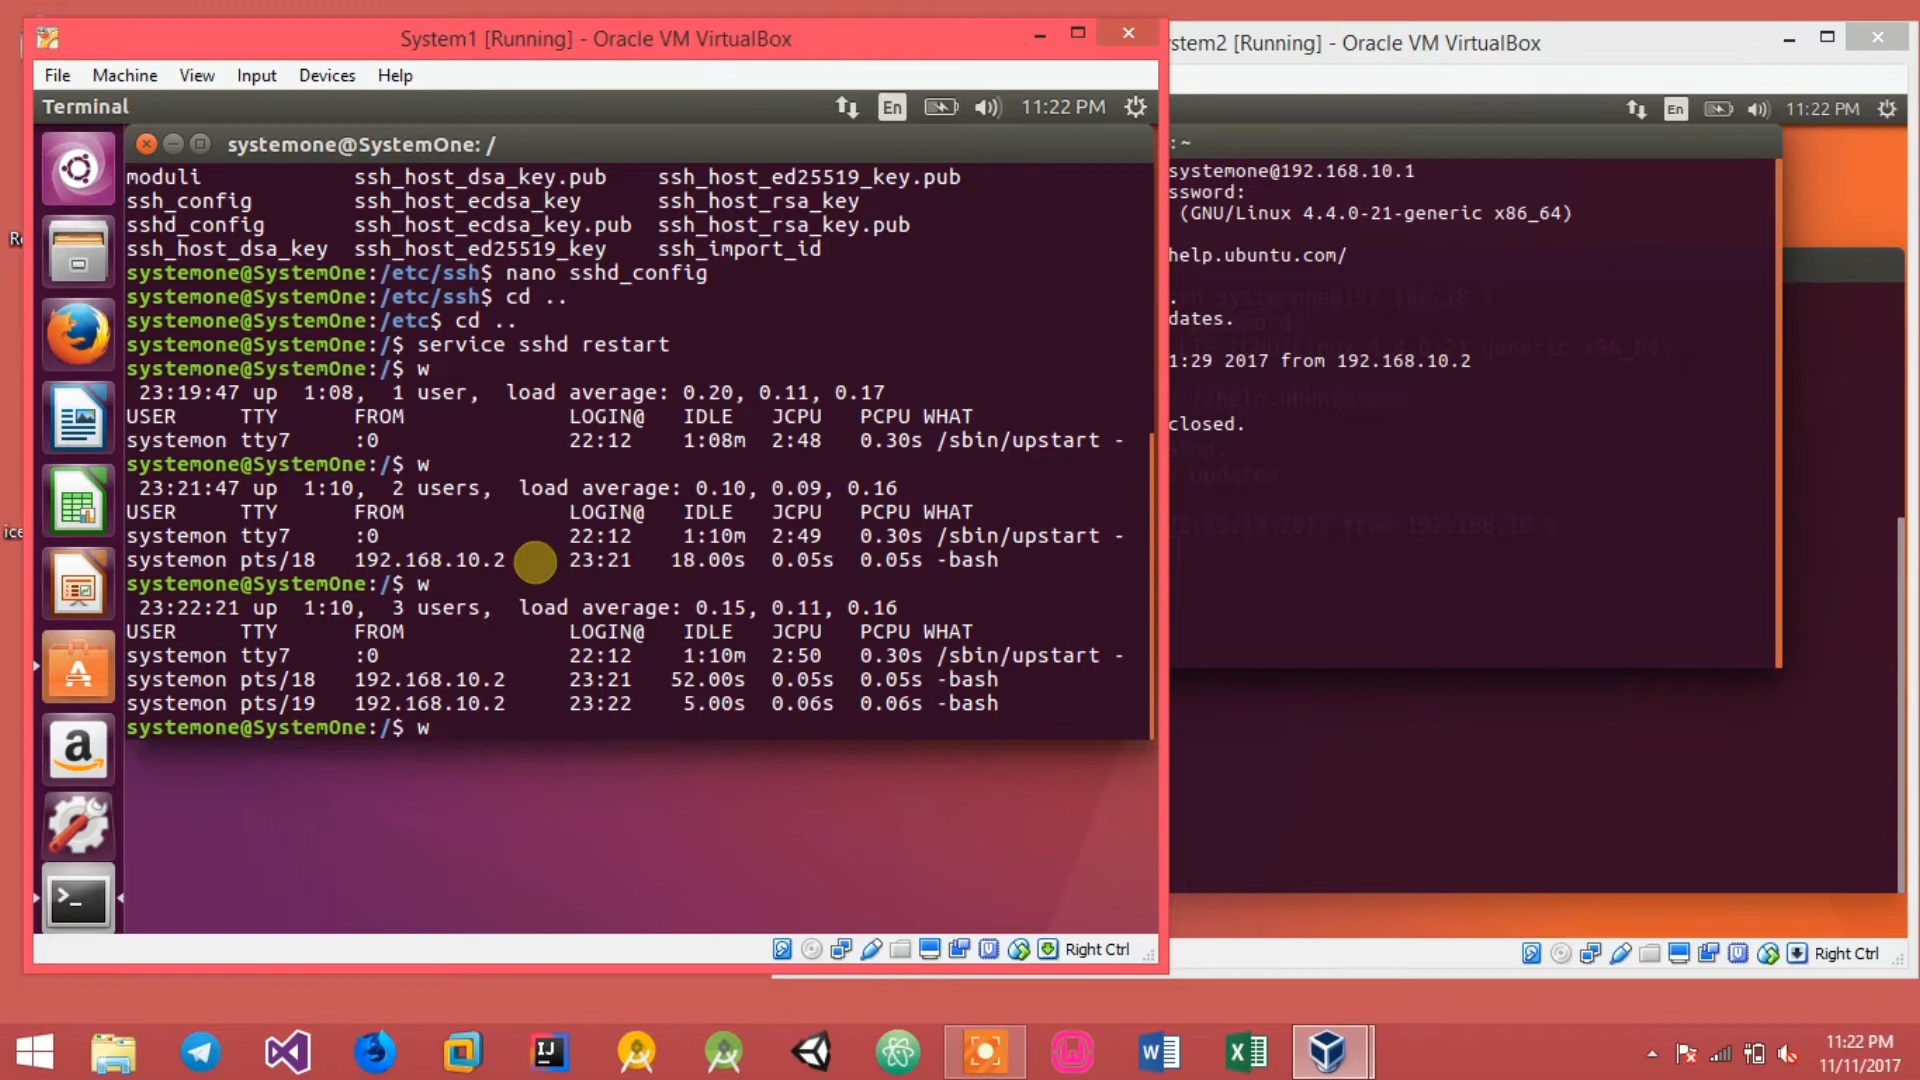 System1 [Running] - Oracle VM VirtualBox
File Machine View Input Devices Help
Terminal
En
11:22 PM
systemone@SystemOne: /
moduli ssh_host_dsa_key.pub ssh_host_ed25519_key.pub
ssh_config ssh_host_ecdsa_key ssh_host_rsa_key
sshd_config ssh_host_ecdsa_key.pub ssh_host_rsa_key.pub
ssh_host_dsa_key ssh_host_ed25519_key ssh_import_id
systemone@SystemOne:/etc/ssh$ nano sshd_config
systemone@SystemOne:/etc/ssh$ cd ..
systemone@SystemOne:/etc$ cd ..
systemone@SystemOne:/$ service sshd restart
systemone@SystemOne:/$ w
23:19:47 up 1:08, 1 user, load average: 0.20, 0.11, 0.17
USER TTY FROM LOGIN@ IDLE JCPU PCPU WHAT
systemon tty7 :0 22:12 1:08m 2:48 0.30s /sbin/upstart -
systemone@SystemOne:/$ w
23:21:47 up 1:10, 2 users, load average: 0.10, 0.09, 0.16
USER TTY FROM LOGIN@ IDLE JCPU PCPU WHAT
systemon tty7 :0 22:12 1:10m 2:49 0.30s /sbin/upstart -
systemon pts/18 192.168.10.2 23:21 18.00s 0.05s 0.05s -bash
systemone@SystemOne:/$ w
23:22:21 up 1:10, 3 users, load average: 0.15, 0.11, 0.16
USER TTY FROM LOGIN@ IDLE JCPU PCPU WHAT
systemon tty7 :0 22:12 1:10m 2:50 0.30s /sbin/upstart -
systemon pts/18 192.168.10.2 23:21 52.00s 0.05s 0.05s -bash
systemon pts/19 192.168.10.2 23:22 5.00s 0.06s 0.06s -bash
systemone@SystemOne:/$ w
Right Ctrl
stem2 [Running] - Oracle VM VirtualBox
En
11:22 PM
: ~
systemone@192.168.10.1
ssword:
(GNU/Linux 4.4.0-21-generic x86_64)
help.ubuntu.com/
.
dates.
1:29 2017 from 192.168.10.2
closed.
Right Ctrl
ice
IJ
W
X
11:22 PM
11/11/2017